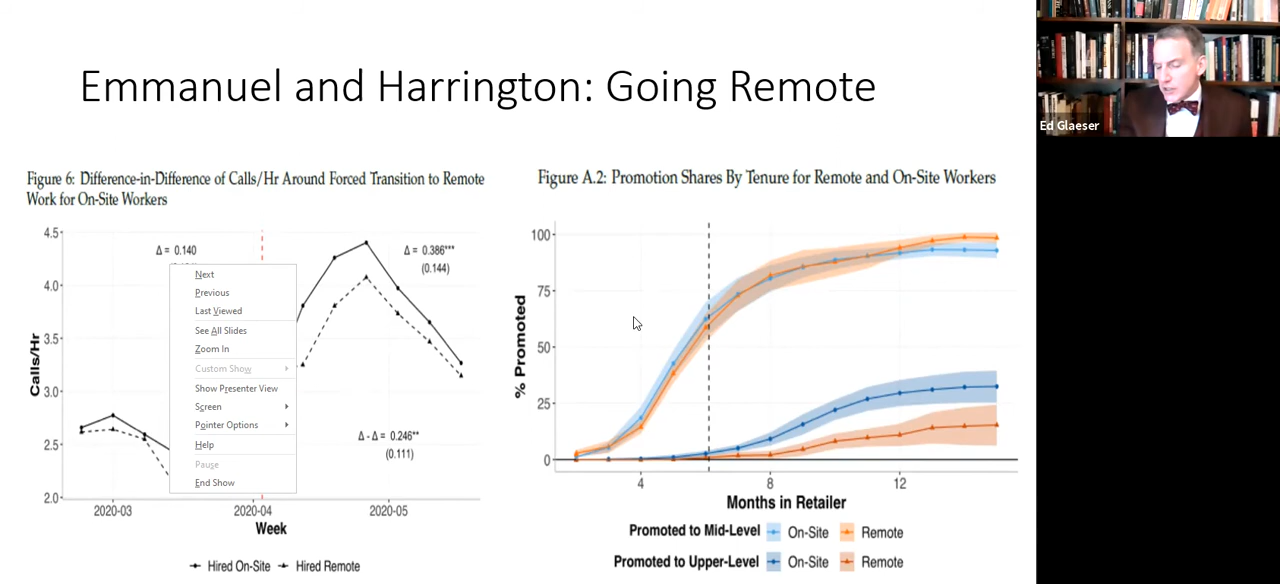 Emmanuel and Harrington: Going Remote
Ed Glaeser
Figure 6: Difference-in-Difference of Calls/Hr Around Forced Transition to Remote
Work for On-Site Workers
4.5
4.0
3.5
3.0
2.5
2.0
Calls/Hr
Δ = 0.140
Δ = 0.386***
(0.144)
Δ - Δ = 0.246**
(0.111)
2020-03
2020-04
2020-05
Week
Hired On-Site
Hired Remote
Next
Previous
Last Viewed
See All Slides
Zoom In
Custom Show
Show Presenter View
Screen
Pointer Options
Help
Pause
End Show
Figure A.2: Promotion Shares By Tenure for Remote and On-Site Workers
100
75
50
25
0
% Promoted
4
8
12
Months in Retailer
Promoted to Mid-Level On-Site Remote
Promoted to Upper-Level On-Site Remote